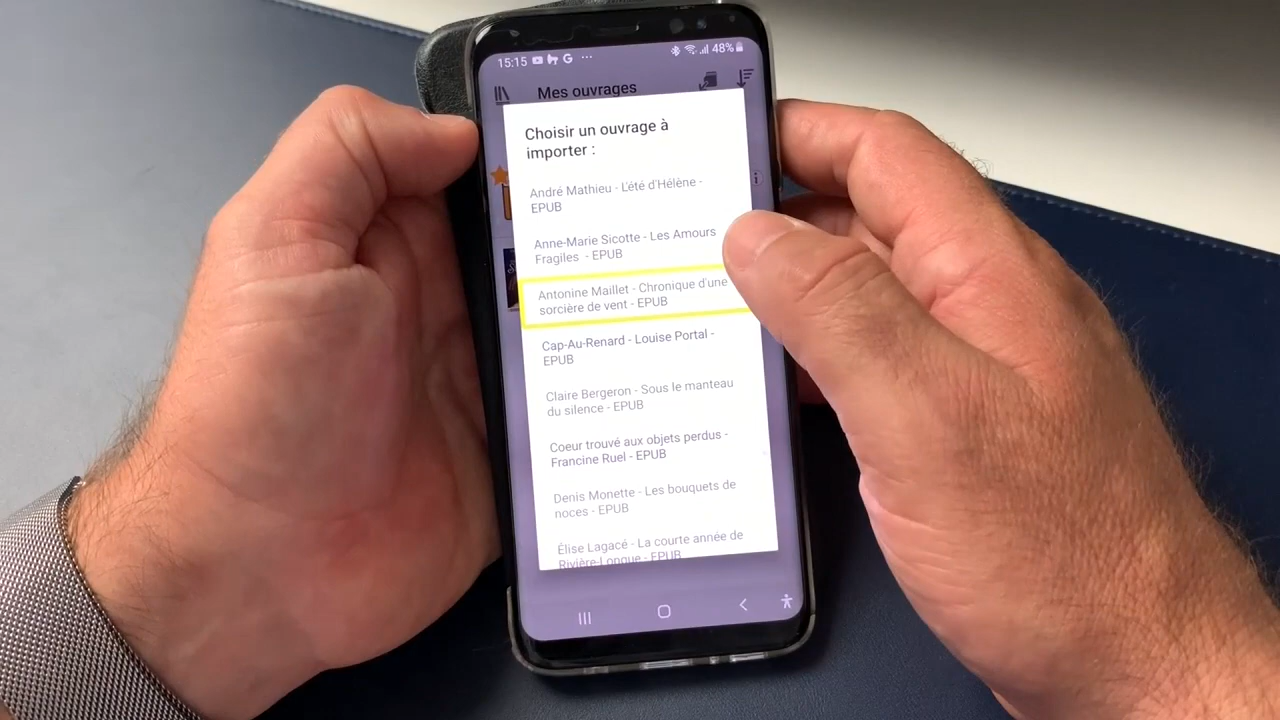 15:15
48%
Mes ouvrages
Choisir un ouvrage à
importer :
André Mathieu - L'été d'Hélène -
EPUB
Anne-Marie Sicotte - Les Amours
Fragiles - EPUB
Antonine Maillet - Chronique d'une
sorcière de vent - EPUB
Cap-Au-Renard - Louise Portal -
EPUB
Claire Bergeron - Sous le manteau
du silence - EPUB
Coeur trouvé aux objets perdus -
Francine Ruel - EPUB
Denis Monette - Les bouquets de
noces - EPUB
Élise Lagacé - La courte année de
Rivière-Longue - EPUB